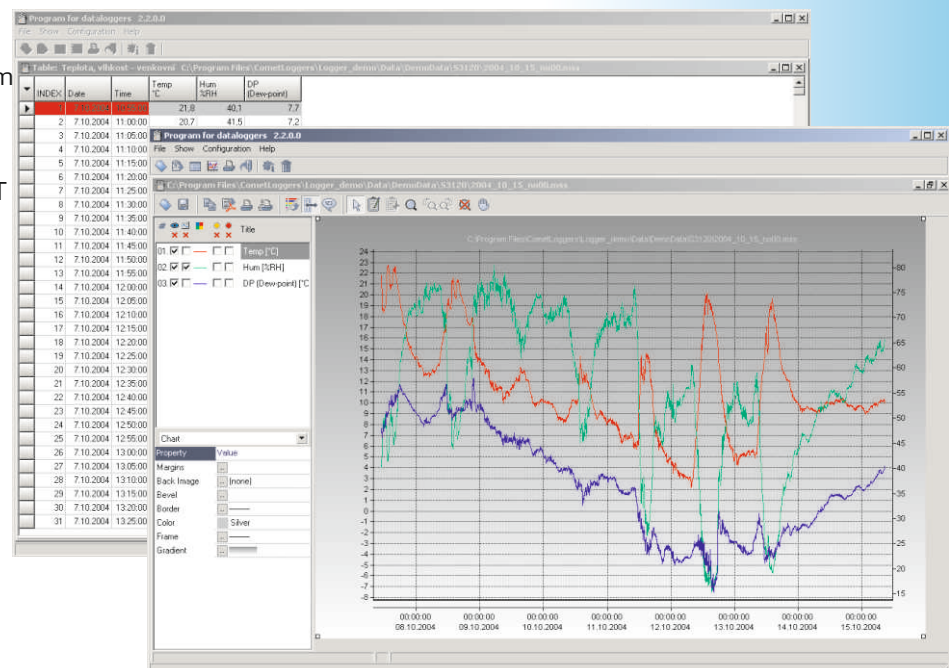 Program for dataloggers 2.2.0.0
File Show Configuration Help
Table: Teplota, vlhkost - venkovni C:\Program Files\CometLoggers\Logger_demo\Data\DemoData\S3120\2004_10_15_no00.msx
m
T
INDEX Date Time Temp °C Hum %RH DP (Dew-point)
21,8 40,1 7,7
2 7.10.2004 11:00:00 20,7 41,5 7,2
3 7.10.2004 11:05:00
4 7.10.2004 11:10:00
5 7.10.2004 11:15:00
6 7.10.2004 11:20:00
7 7.10.2004 11:25:00
8 7.10.2004 11:30:00
9 7.10.2004 11:35:00
10 7.10.2004 11:40:00
11 7.10.2004 11:45:00
12 7.10.2004 11:50:00
13 7.10.2004 11:55:00
14 7.10.2004 12:00:00
15 7.10.2004 12:05:00
16 7.10.2004 12:10:00
17 7.10.2004 12:15:00
18 7.10.2004 12:20:00
19 7.10.2004 12:25:00
20 7.10.2004 12:30:00
21 7.10.2004 12:35:00
22 7.10.2004 12:40:00
23 7.10.2004 12:45:00
24 7.10.2004 12:50:00
25 7.10.2004 12:55:00
26 7.10.2004 13:00:00
27 7.10.2004 13:05:00
28 7.10.2004 13:10:00
29 7.10.2004 13:15:00
30 7.10.2004 13:20:00
31 7.10.2004 13:25:00
Program for dataloggers 2.2.0.0
File Show Configuration Help
C:\Program Files\CometLoggers\Logger_demo\Data\DemoData\S3120\2004_10_15_no00.msx
Title
01. Temp [°C]
02. Hum [%RH]
03. DP (Dew-point) [°C
Chart
Property Value
Margins ...
Back Image ... (none)
Bevel ...
Border ...
Color Silver
Frame ...
Gradient ...
C:\Program Files\CometLoggers\Logger_demo\Data\DemoData\S3120\2004_10_15_no00.msx
24
23
22
21
20
19
18
17
16
15
14
13
12
11
10
9
8
7
6
5
4
3
2
1
0
-1
-2
-3
-4
-5
-6
-7
-8
80
75
70
65
60
55
50
45
40
35
30
25
20
15
00:00:00 00:00:00 00:00:00 00:00:00 00:00:00 00:00:00 00:00:00 00:00:00
08.10.2004 09.10.2004 10.10.2004 11.10.2004 12.10.2004 13.10.2004 14.10.2004 15.10.2004